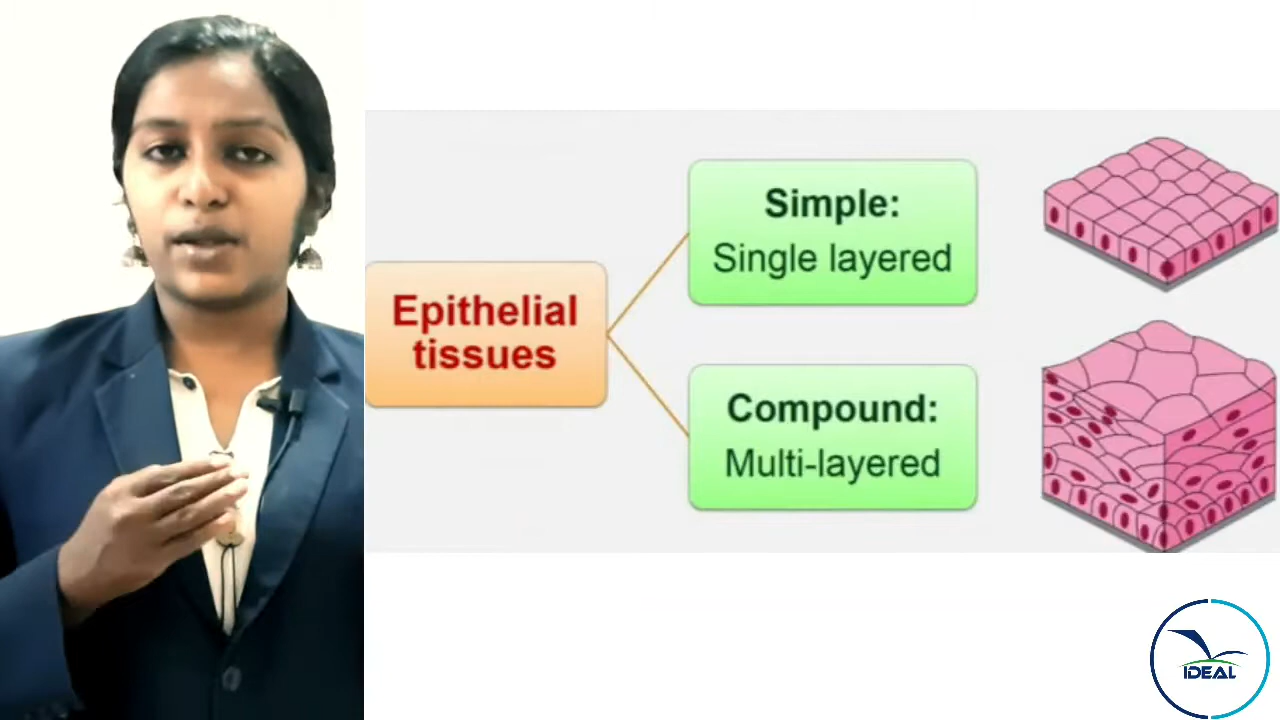 Epithelial
tissues
Simple:
Single layered
Compound:
Multi-layered
IDEAL